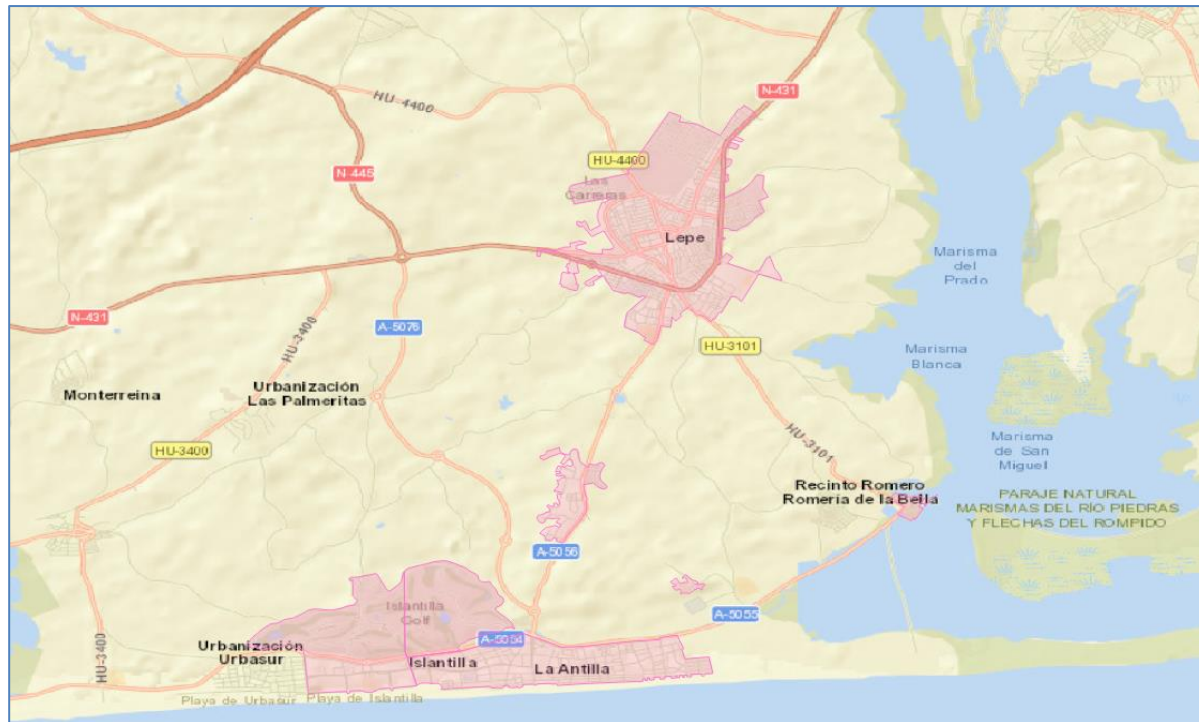 HU-4400
N-431
N-445
HU-4400
Las
Carreras
Lepe
Marisma
del
Prado
N-431
HU-3400
A-5076
HU-3101
Marisma
Blanca
Monterreina
Urbanización
Las Palmeritas
HU-3400
HU-3101
Marisma
de San
Miguel
Recinto Romero
Romería de la Bella
PARAJE NATURAL
MARISMAS DEL RÍO PIEDRAS
Y FLECHAS DEL ROMPIDO
A-5056
Islantilla
Golf
A-5055
HU-3400
Urbanización
Urbasur
A-5054
Islantilla
La Antilla
Playa de Urbasur
Playa de Islantilla